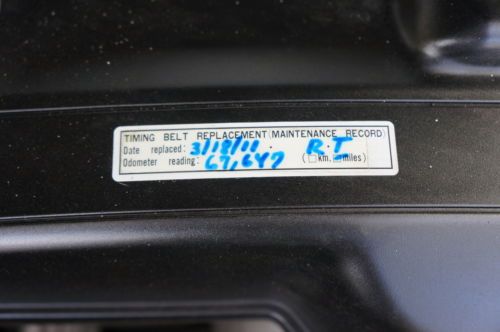 TIMING BELT REPLACEMENT (MAINTENANCE RECORD)
Date replaced: 3/18/11. R.I
Odometer reading: 67,647 (☐km, ☐miles)